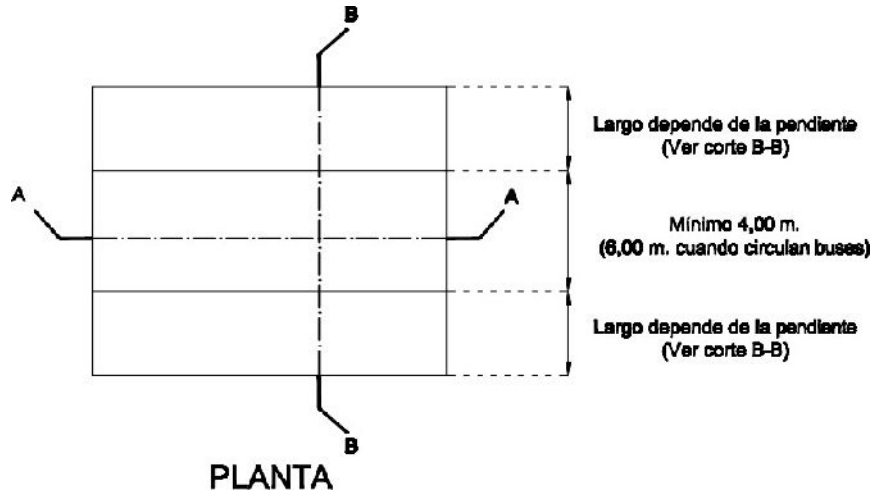 B
Largo depende de la pendiente
(Ver corte B-B)
A
A
Mínimo 4,00 m.
(6,00 m. cuando circulan buses)
Largo depende de la pendiente
(Ver corte B-B)
B
PLANTA